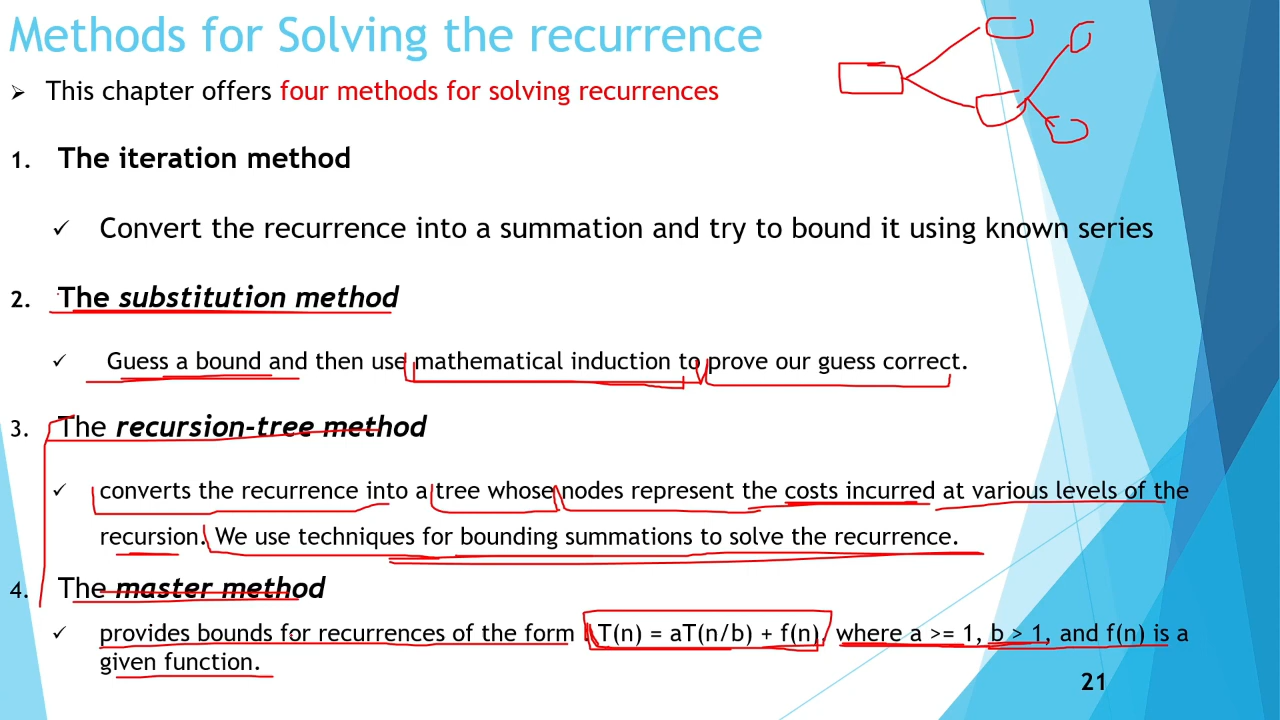 Methods for Solving the recurrence
➢ This chapter offers four methods for solving recurrences
1. The iteration method
✓ Convert the recurrence into a summation and try to bound it using known series
2. The substitution method
✓ Guess a bound and then use mathematical induction to prove our guess correct.
3. The recursion-tree method
✓ converts the recurrence into a tree whose nodes represent the costs incurred at various levels of the
recursion. We use techniques for bounding summations to solve the recurrence.
4. The master method
✓ provides bounds for recurrences of the form T(n) = aT(n/b) + f(n), where a >= 1, b > 1, and f(n) is a
given function.
21